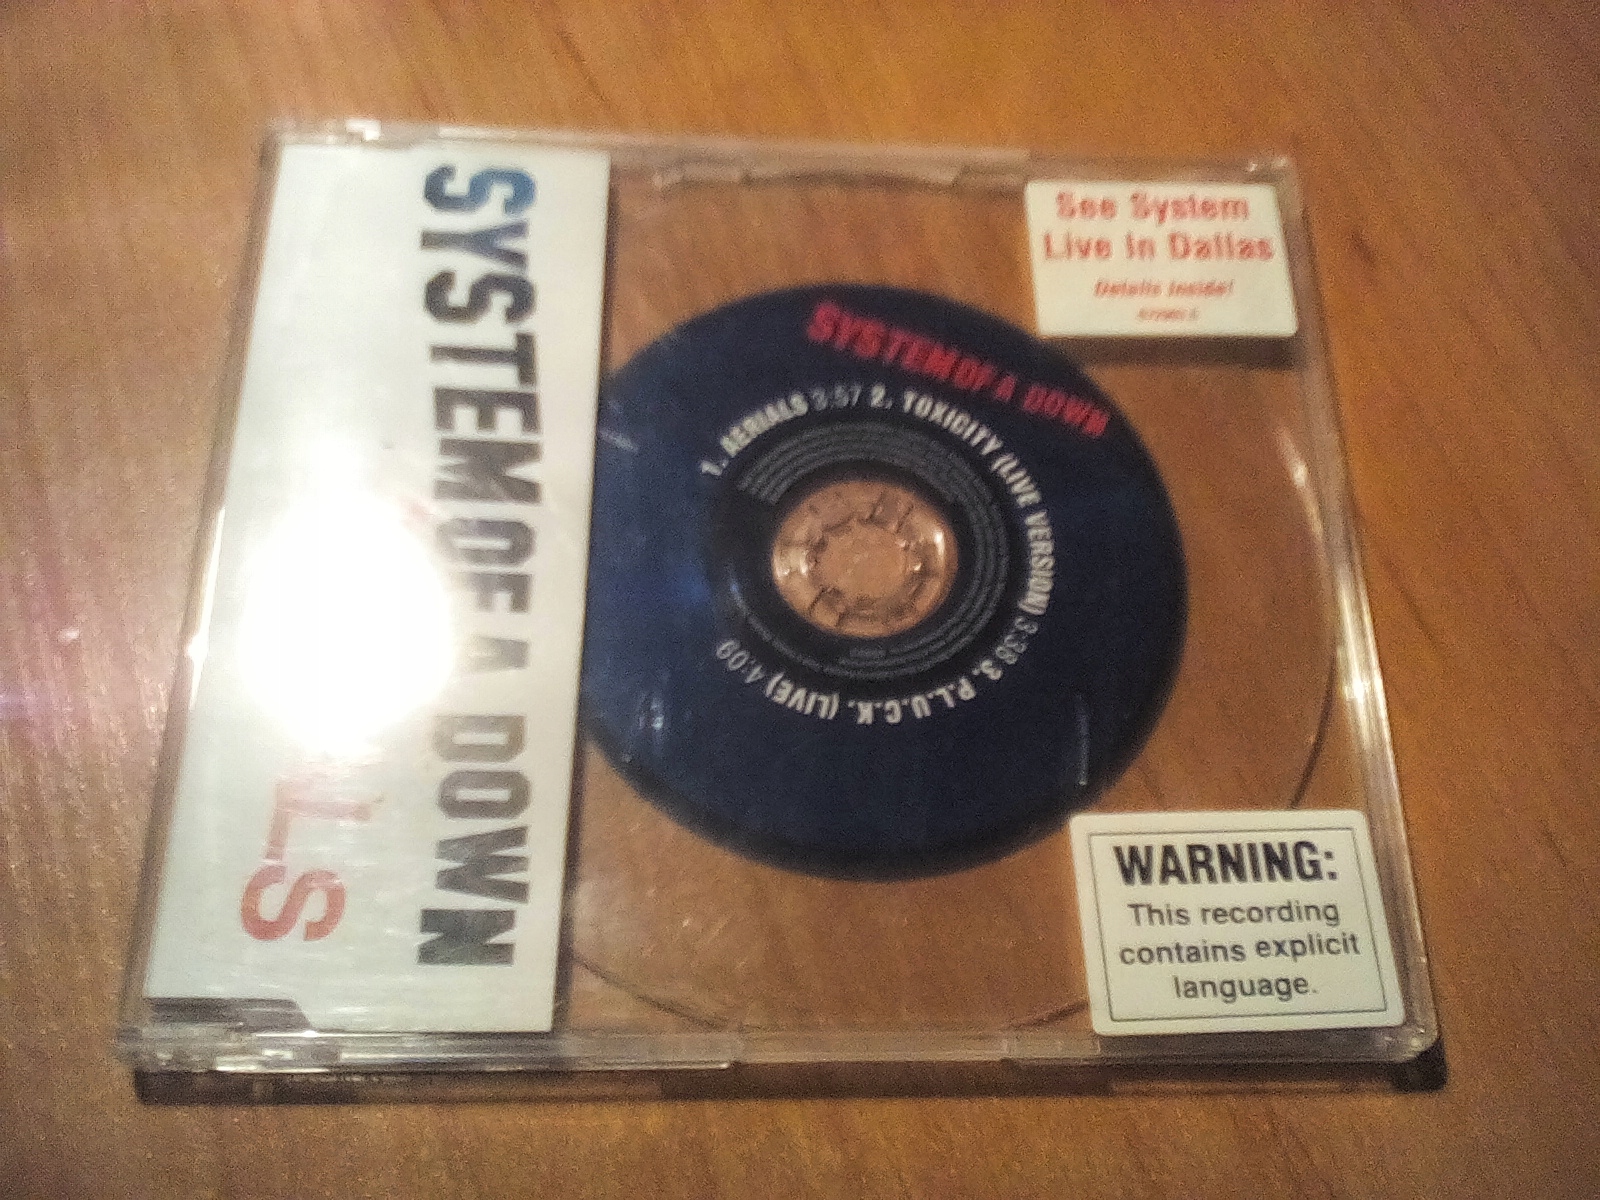 SYSTEM OF A DOWN
LS
See System
Live in Dallas
Details Inside!
SYSTEM OF A DOWN
1. AERIALS 3:57 2. TOXICITY (LIVE VERSION) 3:38 3. P.L.U.C.K. (LIVE) 4:09
WARNING:
This recording
contains explicit
language.